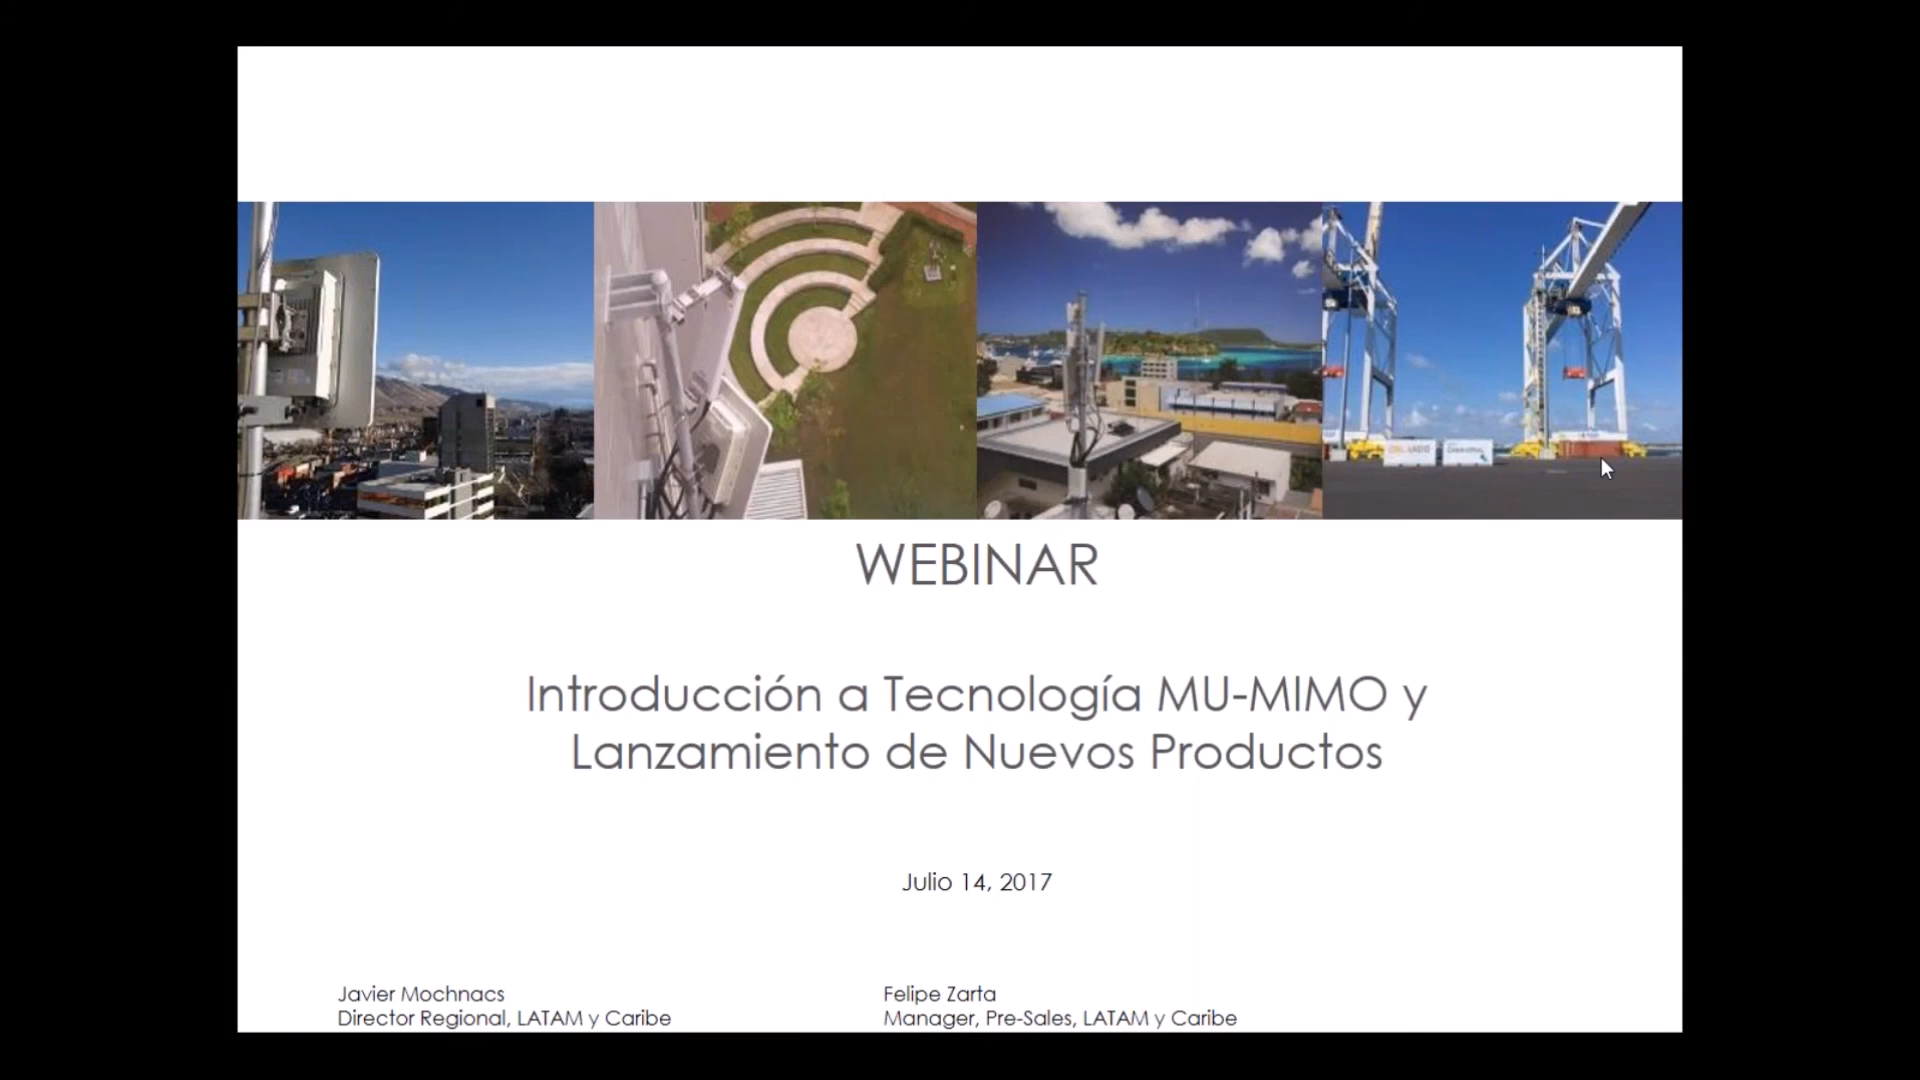 WEBINAR
Introducción a Tecnología MU-MIMO y
Lanzamiento de Nuevos Productos
Julio 14, 2017
Javier Mochnacs
Director Regional, LATAM y Caribe
Felipe Zarta
Manager, Pre-Sales, LATAM y Caribe